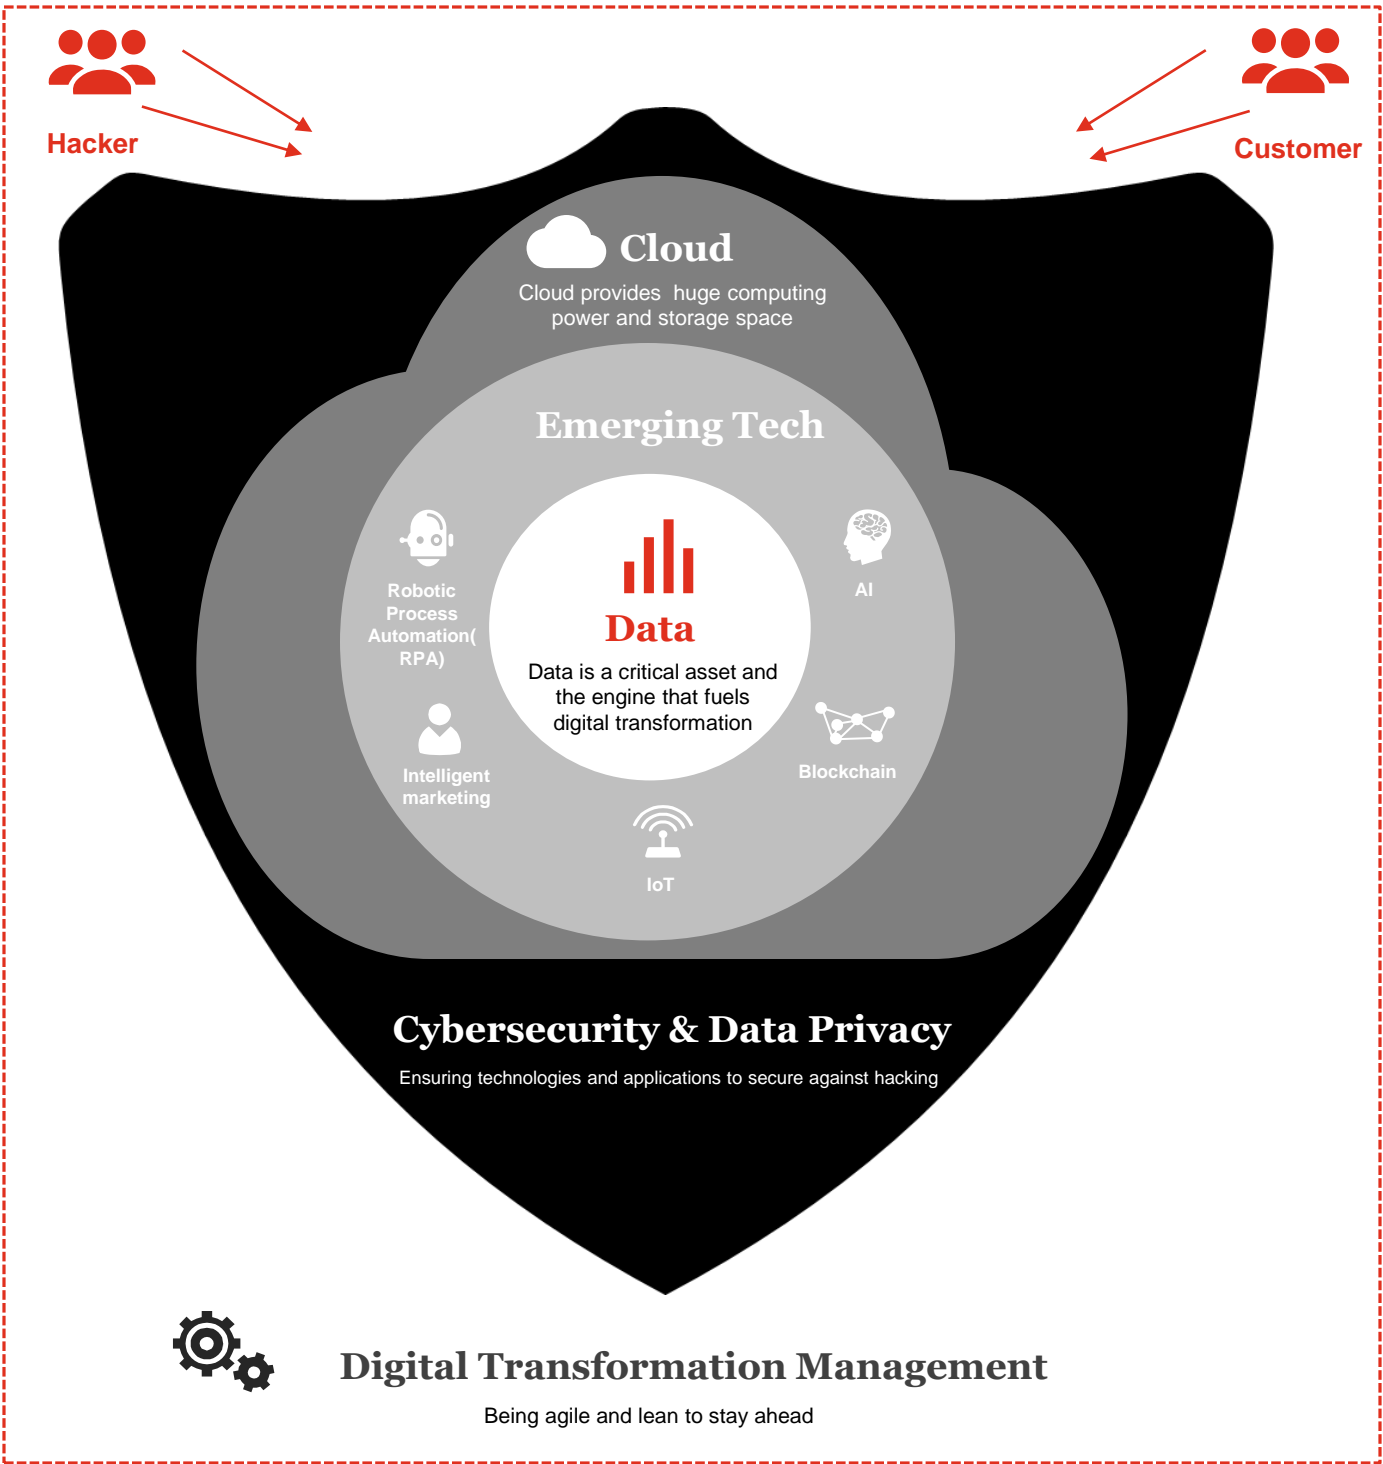 Hacker
Customer
Cloud
Cloud provides  huge computing
power and storage space
Emerging Tech
Robotic
Process
Automation(
RPA)
AI
Data
Data is a critical asset and
the engine that fuels
digital transformation
Intelligent
marketing
Blockchain
IoT
Cybersecurity & Data Privacy
Ensuring technologies and applications to secure against hacking
Digital Transformation Management
Being agile and lean to stay ahead